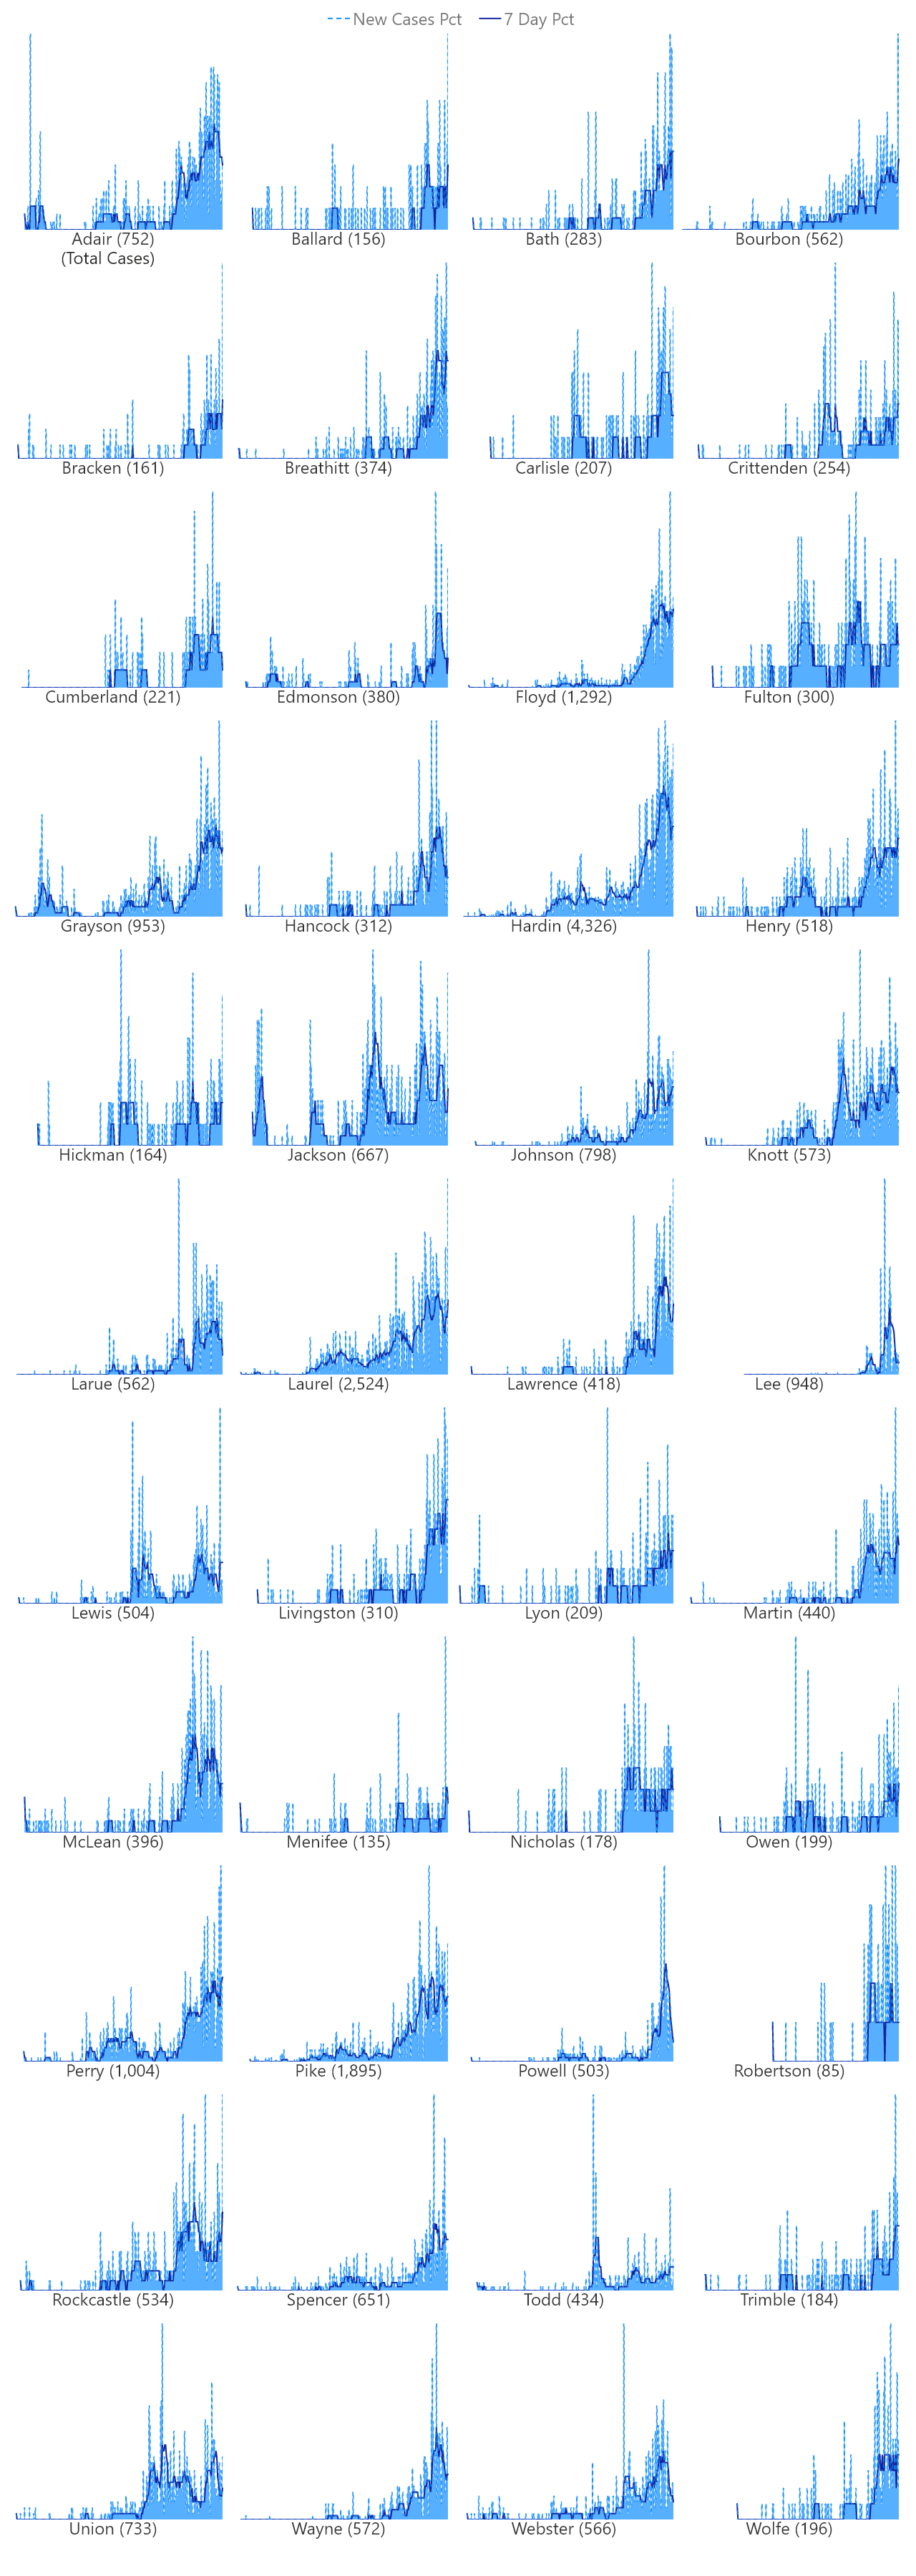 New Cases Pct 7 Day Pct
Adair (752) Ballard (156) Bath (283) Bourbon (562)
(Total Cases)
Bracken (161) Breathitt (374) Carlisle (207) Crittenden (254)
Cumberland (221) Edmonson (380) Floyd (1,292) Fulton (300)
Grayson (953) Hancock (312) Hardin (4,326) Henry (518)
Hickman (164) Jackson (667) Johnson (798) Knott (573)
Larue (562) Laurel (2,524) Lawrence (418) Lee (948)
Lewis (504) Livingston (310) Lyon (209) Martin (440)
McLean (396) Menifee (135) Nicholas (178) Owen (199)
Perry (1,004) Pike (1,895) Powell (503) Robertson (85)
Rockcastle (534) Spencer (651) Todd (434) Trimble (184)
Union (733) Wayne (572) Webster (566) Wolfe (196)